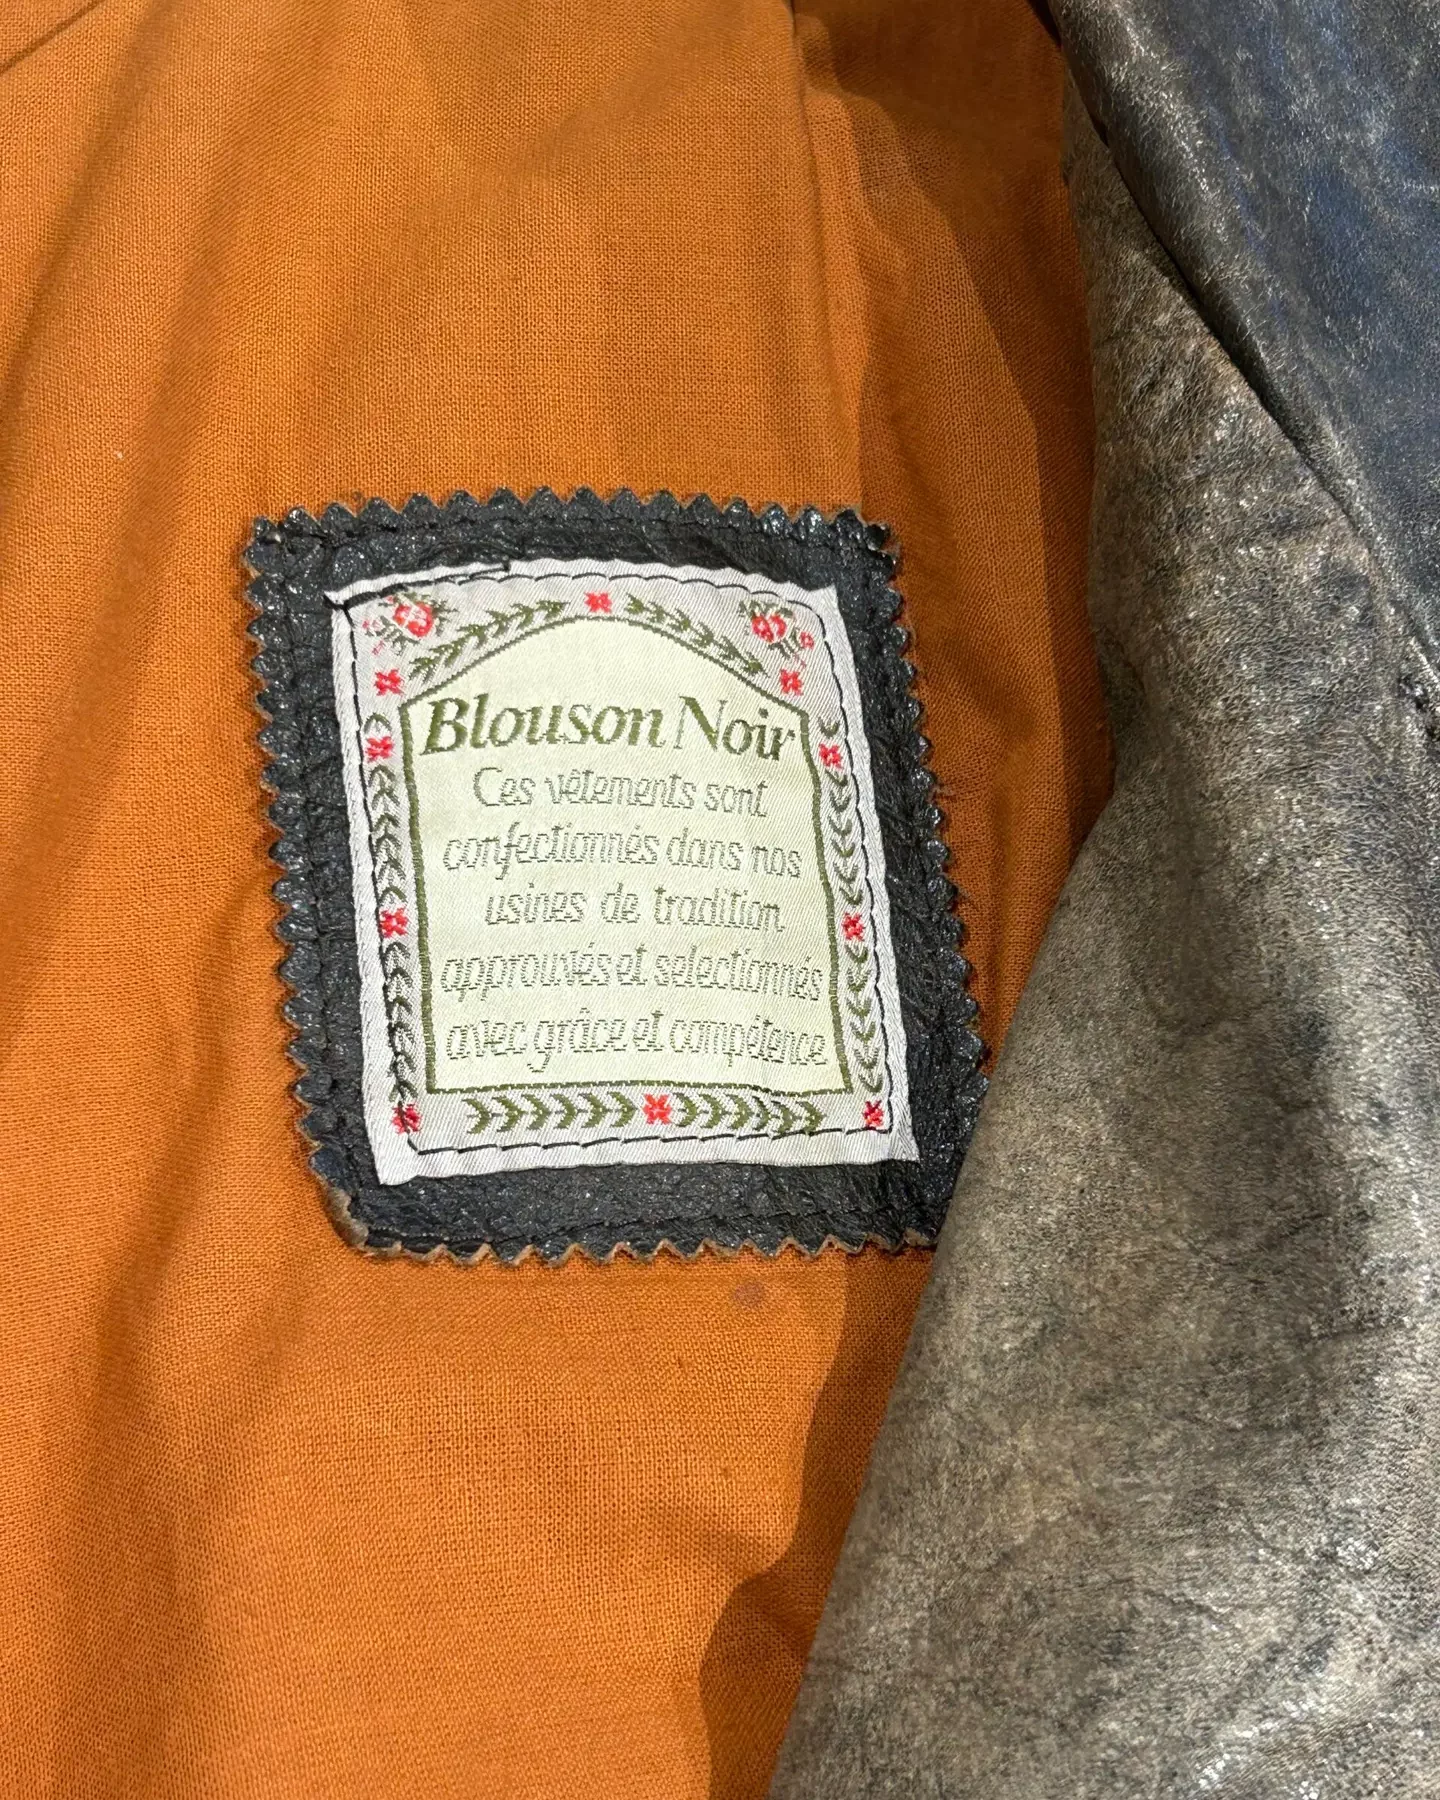 Blouson Noir
Ces vêtements sont
confectionnés dans nos
usines de tradition
approuvés et selectionnés
avec grâce et compétence